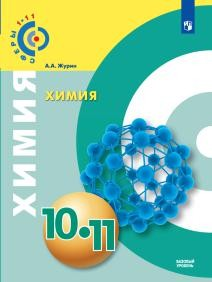 СФЕРЫ 1-11
А.А. Журин
ХИМИЯ
ХИМИЯ
10-11
БАЗОВЫЙ
УРОВЕНЬ